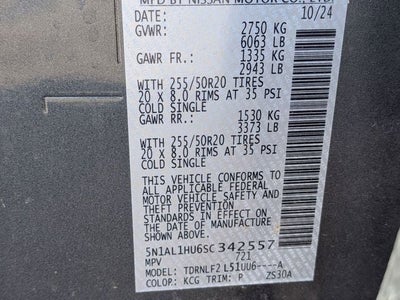 MFD BY NISSAN MOTOR CO., LTD.
DATE: 10/24
GVWR: 2750 KG
6063 LB
GAWR FR.: 1335 KG
2943 LB
WITH 255/50R20 TIRES
20 x 8.0 RIMS AT 35 PSI
COLD SINGLE
GAWR RR.: 1530 KG
3373 LB
WITH 255/50R20 TIRES
20 x 8.0 RIMS AT 35 PSI
COLD SINGLE
THIS VEHICLE CONFORMS TO
ALL APPLICABLE FEDERAL
MOTOR VEHICLE SAFETY AND
THEFT PREVENTION
STANDARDS IN EFFECT ON
THE DATE OF MANUFACTURE
SHOWN ABOVE.
5N1AL1HU6SC342557
MPV 721
MODEL: TDRNLF2 L51UU6----A
COLOR: KCG TRIM: P ZS30A